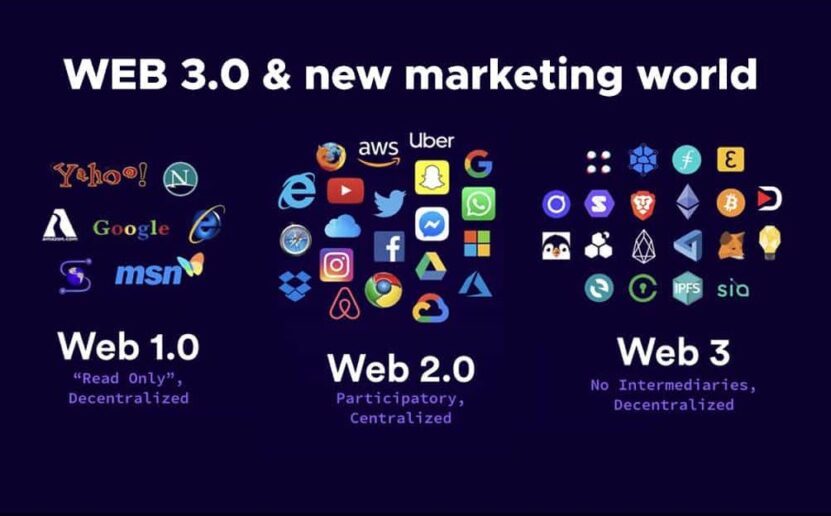 WEB 3.0 & new marketing world
Yahoo!
N
amazon.com
Google
msn
Web 1.0
“Read Only”,
Decentralized
aws
Uber
Web 2.0
Participatory,
Centralized
IPFS
sia
Web 3
No Intermediaries,
Decentralized